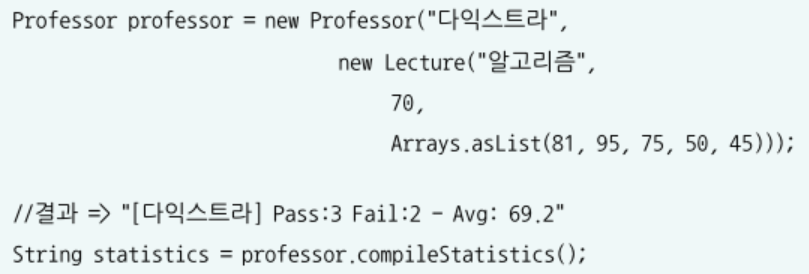 Professor professor = new Professor("다익스트라",
new Lecture("알고리즘",
70,
Arrays.asList(81, 95, 75, 50, 45)));
//결과 => "[다익스트라] Pass:3 Fail:2 - Avg: 69.2"
String statistics = professor.compileStatistics();